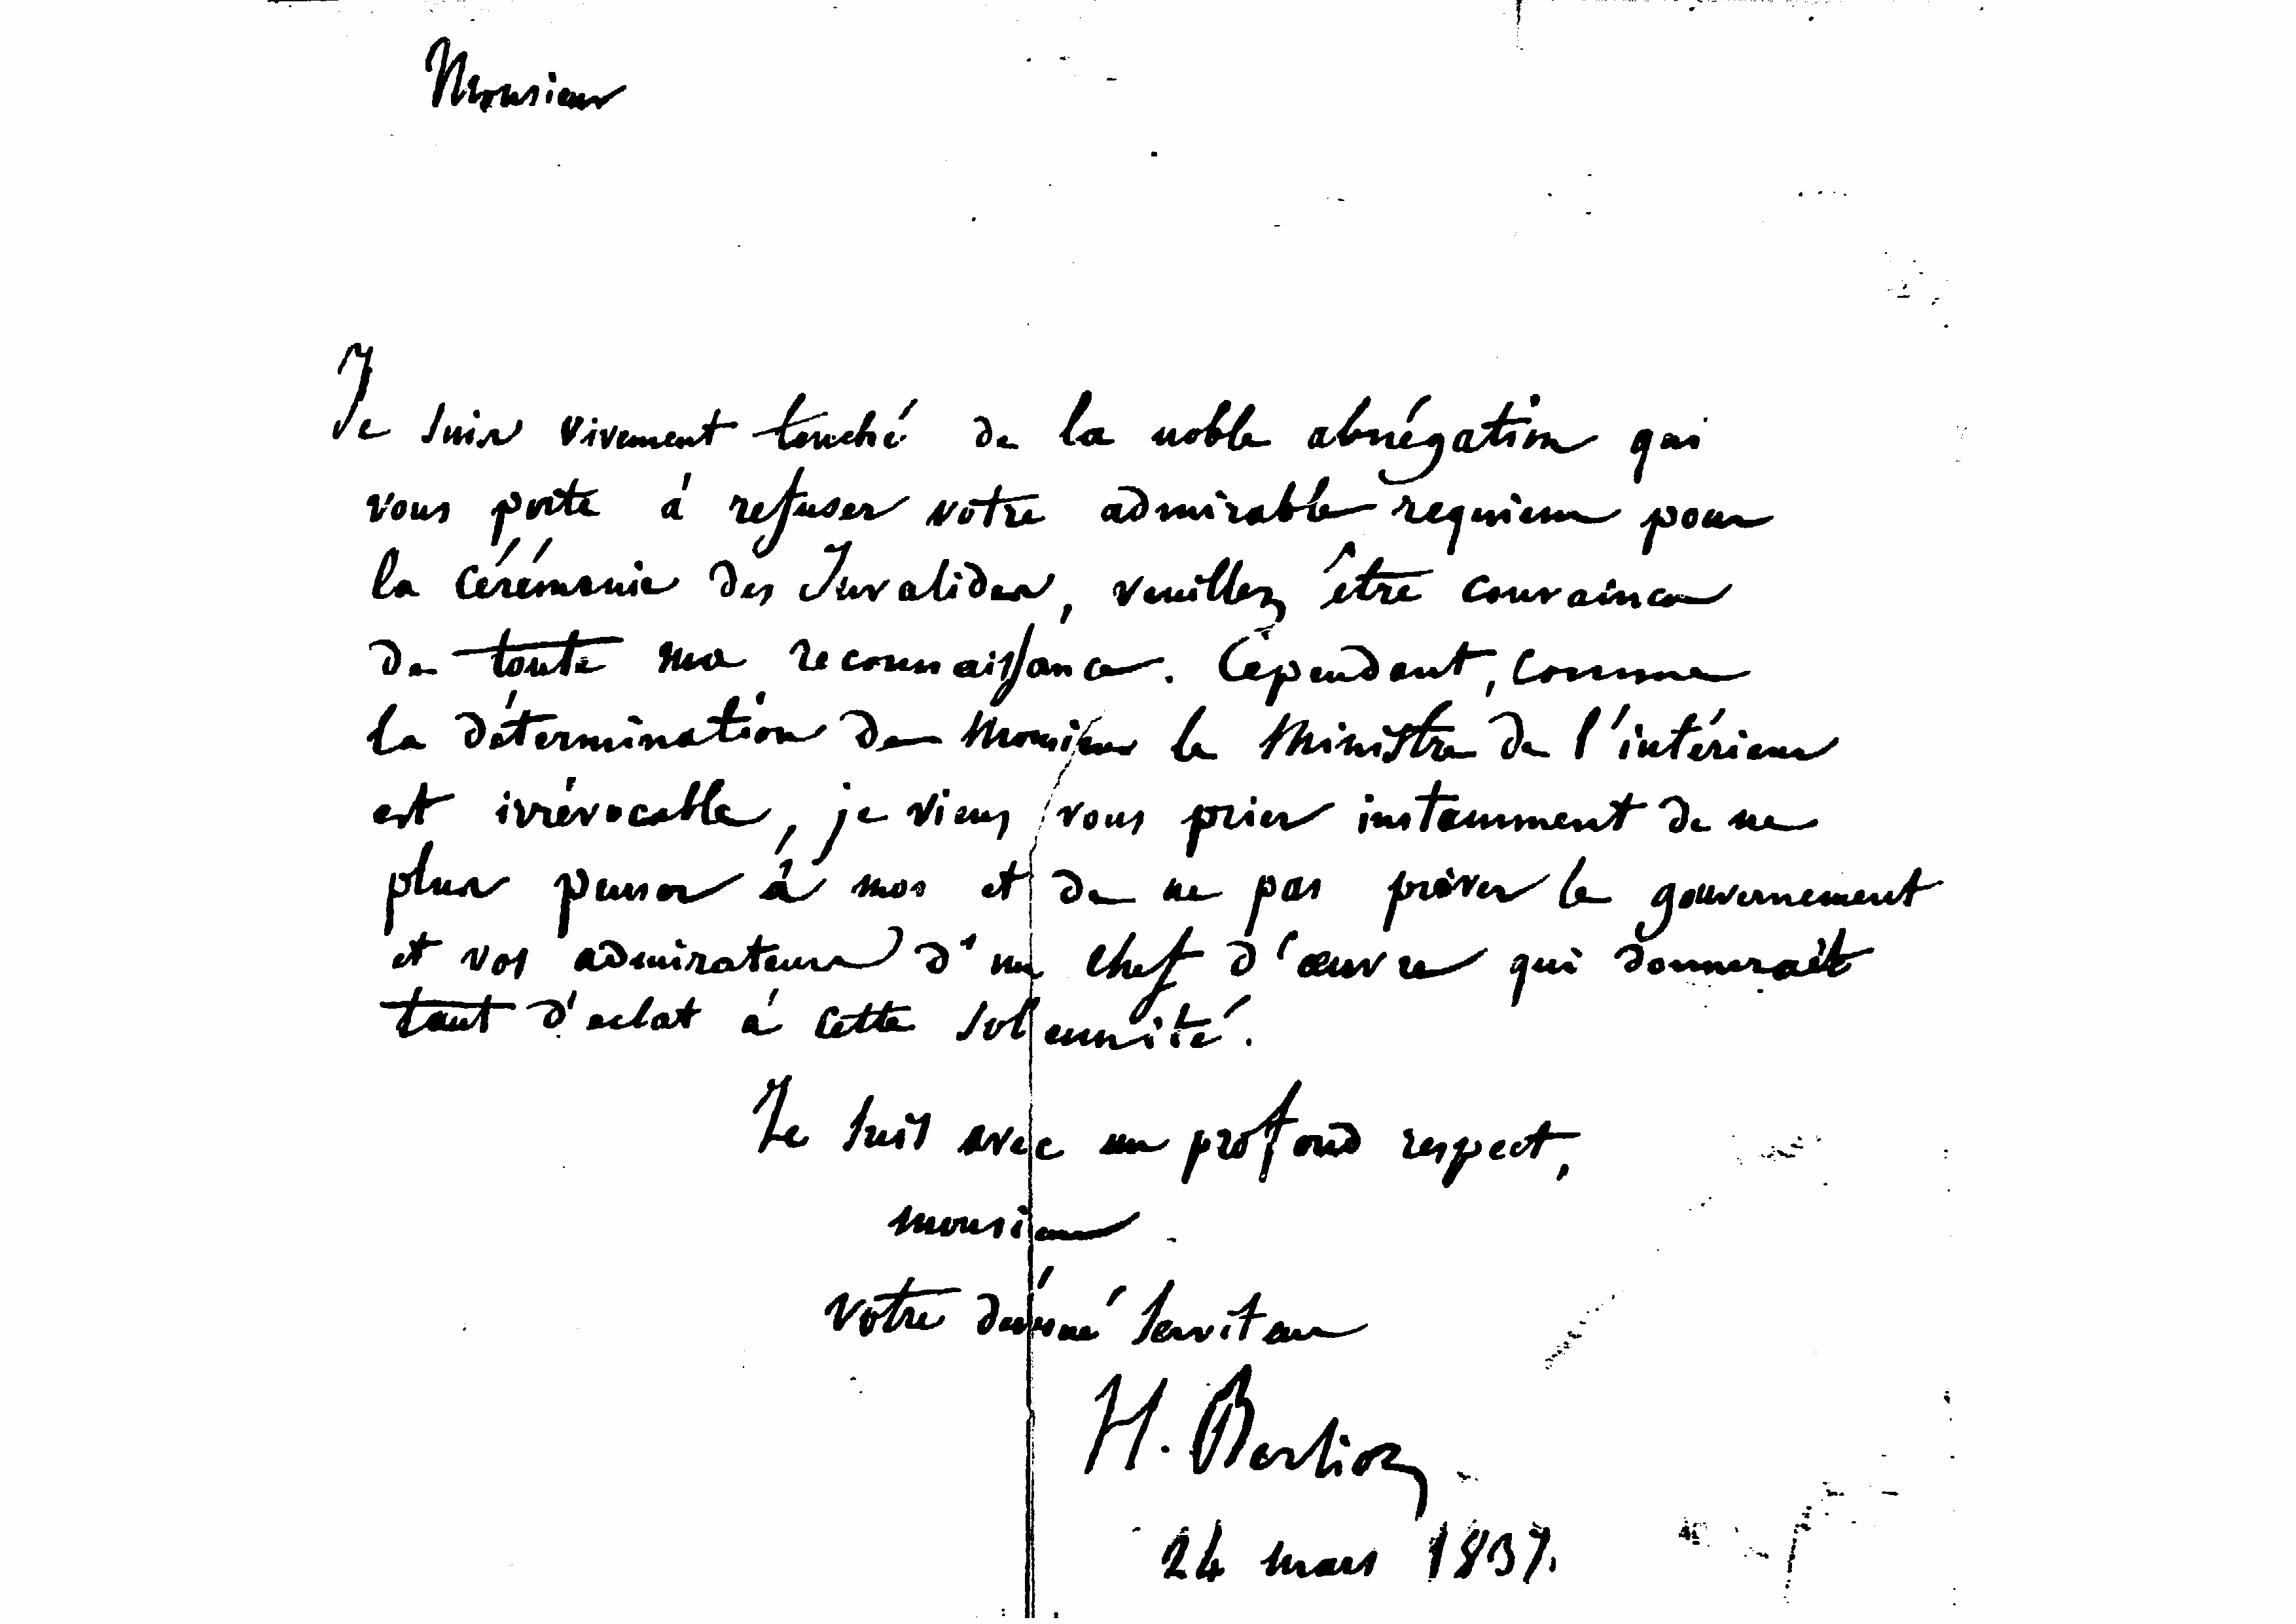 Monsieur
Je suis vivement touché de la noble abnégation qui
vous porte à refuser votre admirable requiem pour
la cérémonie des Invalides, veuillez être convaincu
de toute ma reconnaissance. Cependant, comme
la détermination de Monsieur le Ministre de l'intérieur
est irrévocable, je viens vous prier instamment de ne
plus penser à moi et de ne pas priver le gouvernement
et vos admirateurs d'un chef d'œuvre qui donnerait
tant d'eclat à cette solennité.
Je suis avec un profond respect,
monsieur
votre dévoué serviteur
H. Berlioz
24 mars 1837.